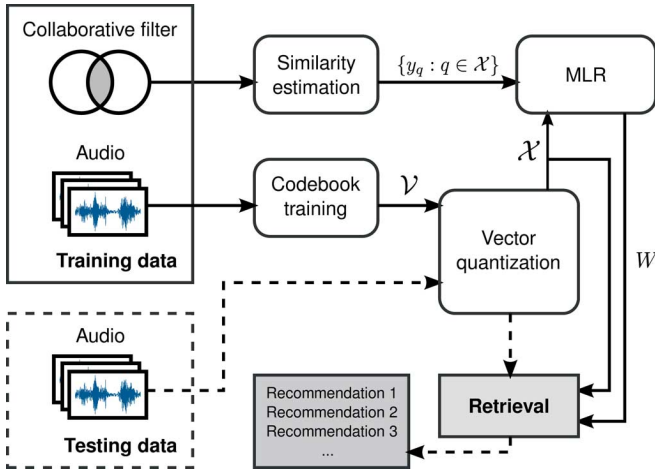 Collaborative filter
Similarity
estimation
{y_q : q ∈ 𝒳}
MLR
𝒳
Audio
Codebook
training
𝒱
Vector
quantization
W
Training data
Audio
Testing data
Recommendation 1
Recommendation 2
Recommendation 3
...
Retrieval